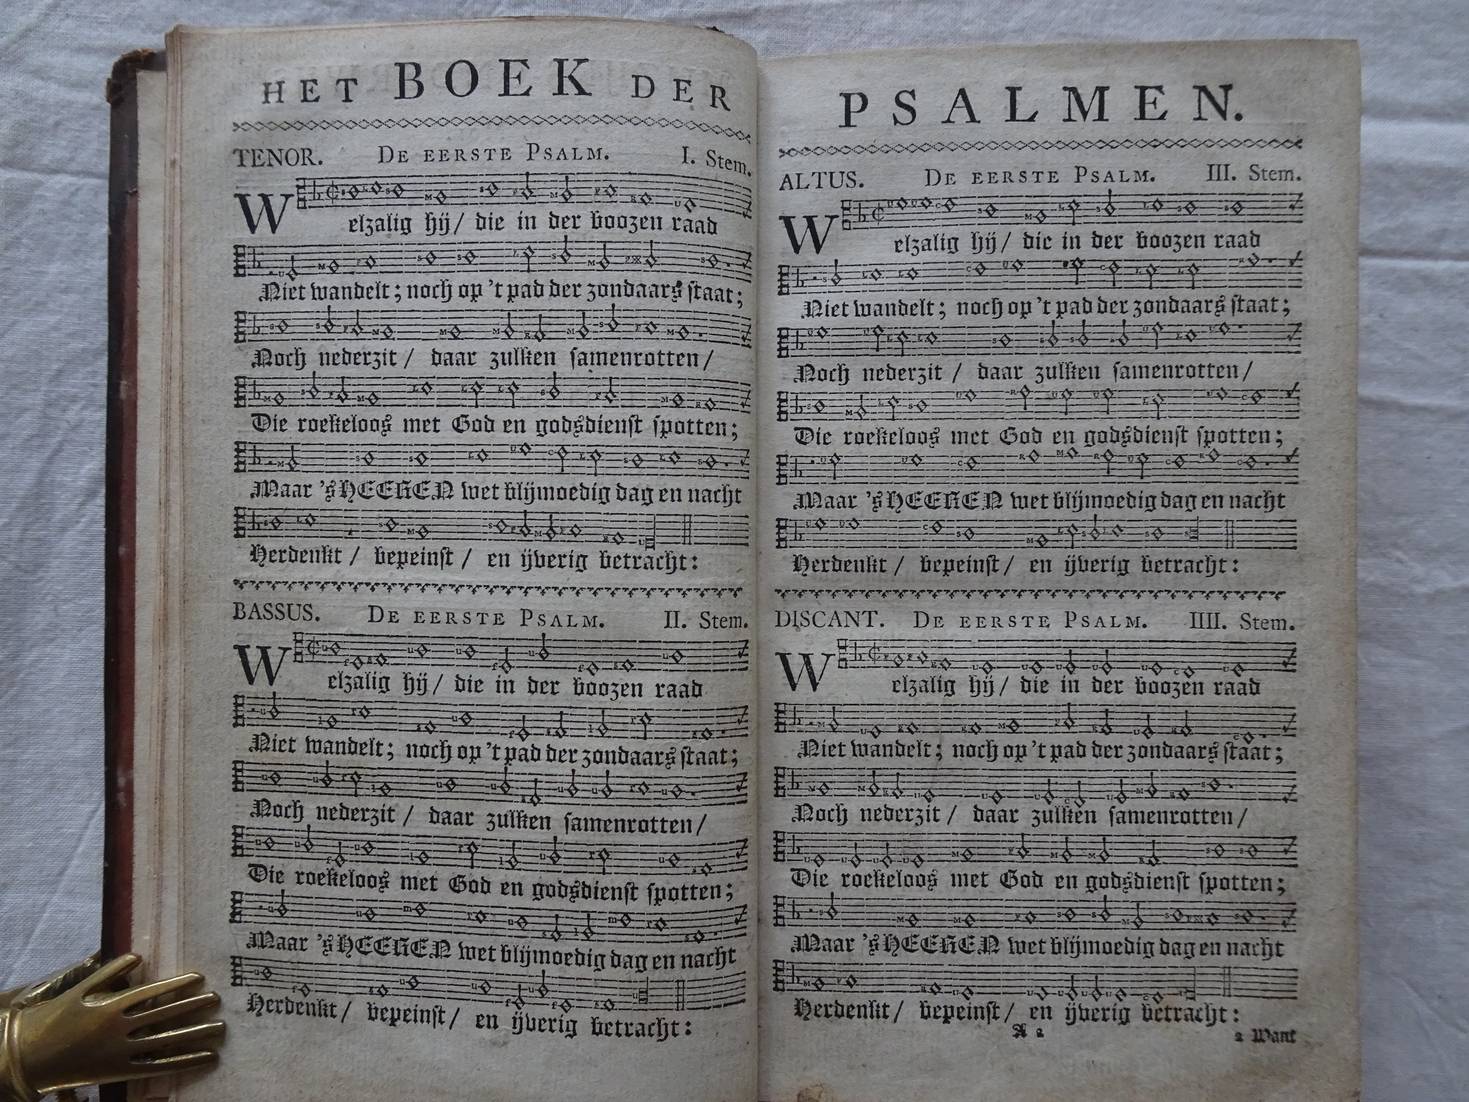 HET BOEK DER
TENOR. DE EERSTE PSALM. I. Stem.
Welzalig hij/ die in der boozen raad
Niet wandelt; noch op 't pad der zondaars staat;
Noch nederzit/ daar zulken samenrotten/
Die roekeloos met God en godsdienst spotten;
Maar 's HEEREN wet blijmoedig dag en nacht
Herdenkt/ bepeinst/ en ijverig betracht:
BASSUS. DE EERSTE PSALM. II. Stem.
Welzalig hij/ die in der boozen raad
Niet wandelt; noch op 't pad der zondaars staat;
Noch nederzit/ daar zulken samenrotten/
Die roekeloos met God en godsdienst spotten;
Maar 's HEEREN wet blijmoedig dag en nacht
Herdenkt/ bepeinst/ en ijverig betracht:
PSALMEN.
ALTUS. DE EERSTE PSALM. III. Stem.
Welzalig hij/ die in der boozen raad
Niet wandelt; noch op 't pad der zondaars staat;
Noch nederzit/ daar zulken samenrotten/
Die roekeloos met God en godsdienst spotten;
Maar 's HEEREN wet blijmoedig dag en nacht
Herdenkt/ bepeinst/ en ijverig betracht:
DISCANT. DE EERSTE PSALM. IIII. Stem.
Welzalig hij/ die in der boozen raad
Niet wandelt; noch op 't pad der zondaars staat;
Noch nederzit/ daar zulken samenrotten/
Die roekeloos met God en godsdienst spotten;
Maar 's HEEREN wet blijmoedig dag en nacht
Herdenkt/ bepeinst/ en ijverig betracht:
A 2
2 Want